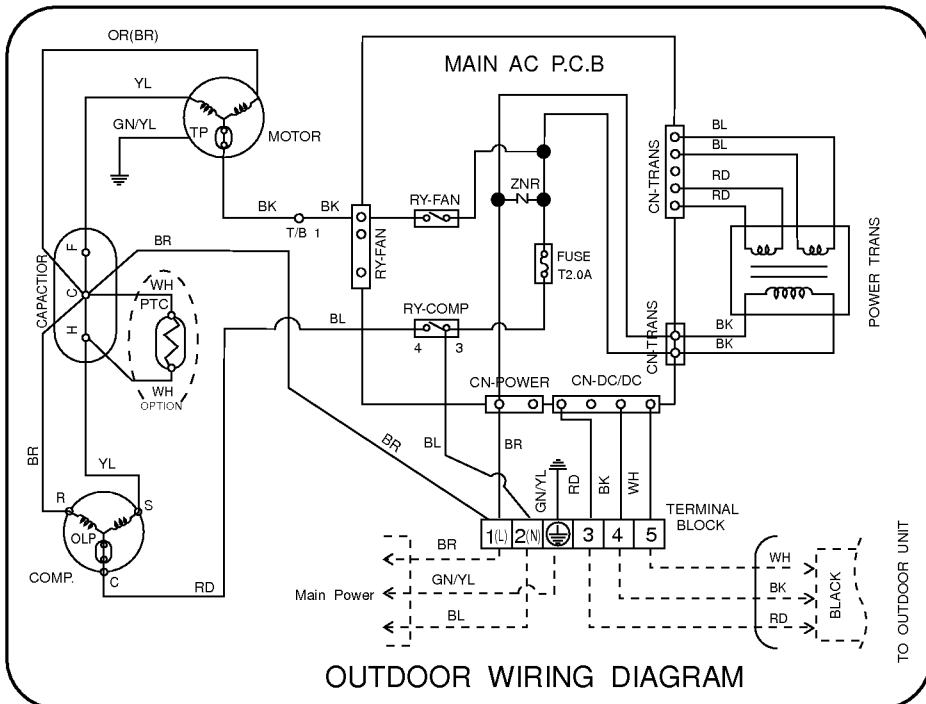 OR(BR)
MAIN AC P.C.B
YL
GN/YL
TP
MOTOR
BL
BL
RD
RD
CN-TRANS
ZNR
RY-FAN
BK
BK
T/B 1
RY-FAN
FUSE
T2.0A
POWER TRANS
CAPACTIOR
F
C
H
BR
WH
PTC
WH
OPTION
BL
RY-COMP
4
3
BK
BK
CN-TRANS
CN-POWER
CN-DC/DC
BR
BL
BR
GN/YL
RD
BK
WH
BR
YL
R
S
OLP
COMP.
C
RD
1(L)
2(N)
3
4
5
TERMINAL
BLOCK
BR
GN/YL
Main Power
BL
WH
BK
RD
BLACK
TO OUTDOOR UNIT
OUTDOOR WIRING DIAGRAM